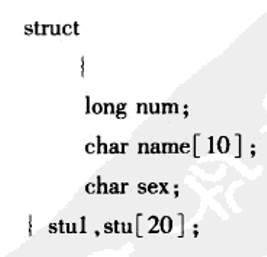 struct
{
long num;
char name[10];
char sex;
} stu1,stu[20];